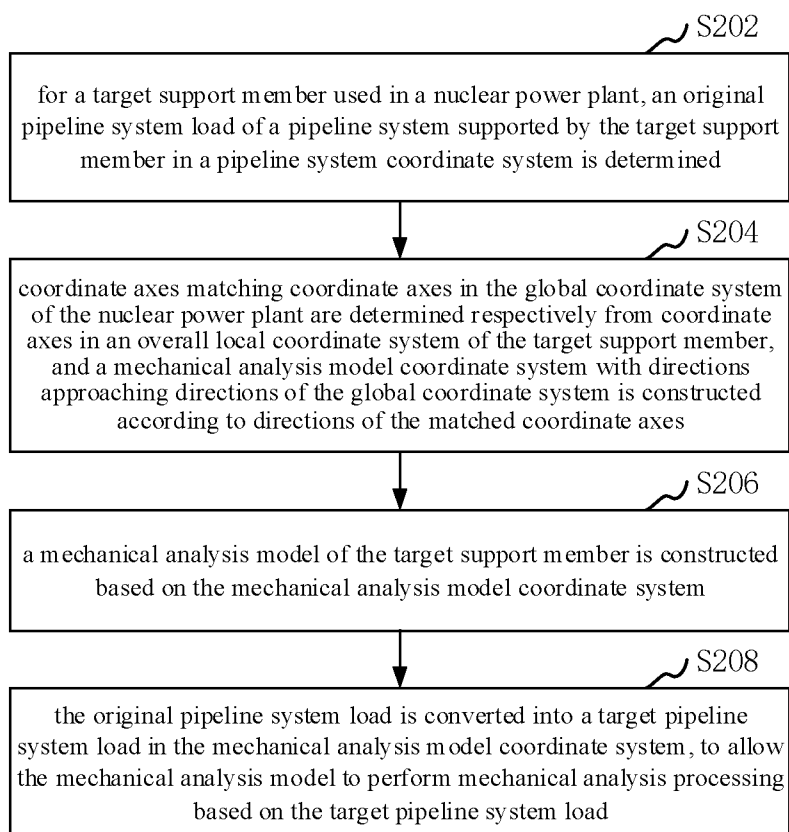 S202
for a target support member used in a nuclear power plant, an original
pipeline system load of a pipeline system supported by the target support
member in a pipeline system coordinate system is determined
S204
coordinate axes matching coordinate axes in the global coordinate system
of the nuclear power plant are determined respectively from coordinate
axes in an overall local coordinate system of the target support member,
and a mechanical analysis model coordinate system with directions
approaching directions of the global coordinate system is constructed
according to directions of the matched coordinate axes
S206
a mechanical analysis model of the target support member is constructed
based on the mechanical analysis model coordinate system
S208
the original pipeline system load is converted into a target pipeline
system load in the mechanical analysis model coordinate system, to allow
the mechanical analysis model to perform mechanical analysis processing
based on the target pipeline system load